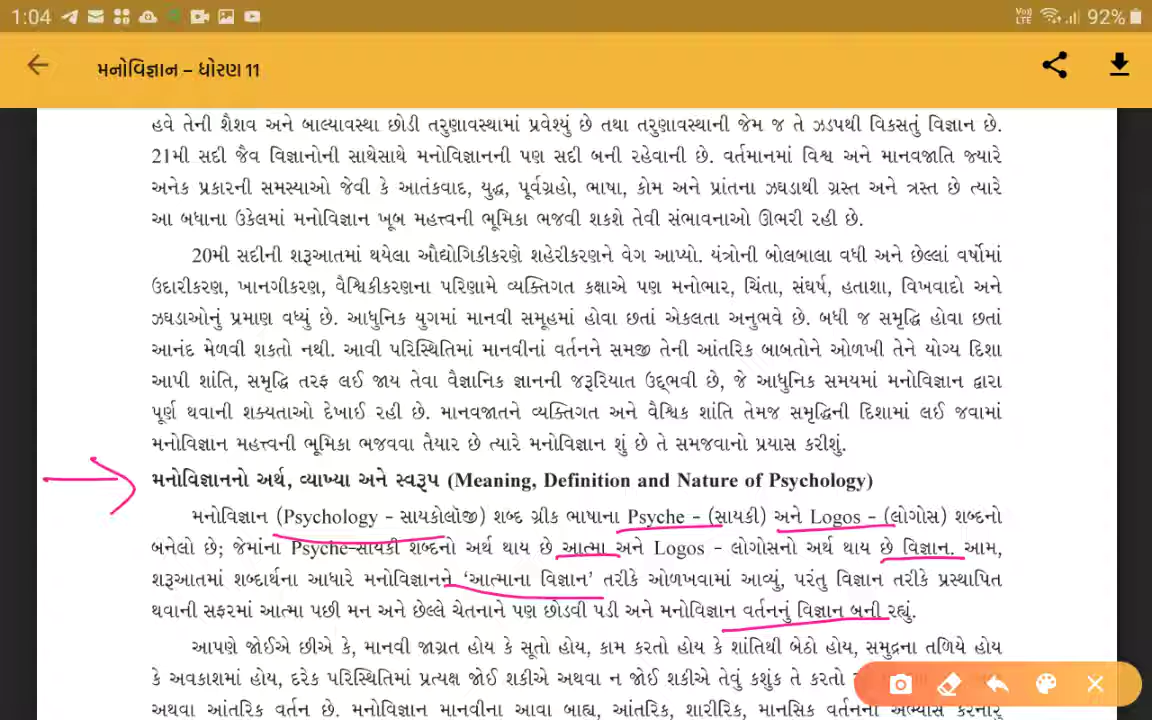 1:04
Vo)) LTE
92%
મનોવિજ્ઞાન – ધોરણ 11
હવે તેની શૈશવ અને બાલ્યાવસ્થા છોડી તરુણાવસ્થામાં પ્રવેશ્યું છે તથા તરુણાવસ્થાની જેમ જ તે ઝડપથી વિકસતું વિજ્ઞાન છે.
21મી સદી જૈવ વિજ્ઞાનોની સાથેસાથે મનોવિજ્ઞાનની પણ સદી બની રહેવાની છે. વર્તમાનમાં વિશ્વ અને માનવજાતિ જ્યારે
અનેક પ્રકારની સમસ્યાઓ જેવી કે આતંકવાદ, યુદ્ધ, પૂર્વગ્રહો, ભાષા, કોમ અને પ્રાંતના ઝઘડાથી ગ્રસ્ત અને ત્રસ્ત છે ત્યારે
આ બધાના ઉકેલમાં મનોવિજ્ઞાન ખૂબ મહત્ત્વની ભૂમિકા ભજવી શકશે તેવી સંભાવનાઓ ઊભરી રહી છે.
20મી સદીની શરૂઆતમાં થયેલા ઔદ્યોગિકીકરણે શહેરીકરણને વેગ આપ્યો. યંત્રોની બોલબાલા વધી અને છેલ્લાં વર્ષોમાં
ઉદારીકરણ, ખાનગીકરણ, વૈશ્વિકીકરણના પરિણામે વ્યક્તિગત કક્ષાએ પણ મનોભાર, ચિંતા, સંઘર્ષ, હતાશા, વિખવાદો અને
ઝઘડાઓનું પ્રમાણ વધ્યું છે. આધુનિક યુગમાં માનવી સમૂહમાં હોવા છતાં એકલતા અનુભવે છે. બધી જ સમૃદ્ધિ હોવા છતાં
આનંદ મેળવી શકતો નથી. આવી પરિસ્થિતિમાં માનવીનાં વર્તનને સમજી તેની આંતરિક બાબતોને ઓળખી તેને યોગ્ય દિશા
આપી શાંતિ, સમૃદ્ધિ તરફ લઈ જાય તેવા વૈજ્ઞાનિક જ્ઞાનની જરૂરિયાત ઉદ્ભવી છે, જે આધુનિક સમયમાં મનોવિજ્ઞાન દ્વારા
પૂર્ણ થવાની શક્યતાઓ દેખાઈ રહી છે. માનવજાતને વ્યક્તિગત અને વૈશ્વિક શાંતિ તેમજ સમૃદ્ધિની દિશામાં લઈ જવામાં
મનોવિજ્ઞાન મહત્ત્વની ભૂમિકા ભજવવા તૈયાર છે ત્યારે મનોવિજ્ઞાન શું છે તે સમજવાનો પ્રયાસ કરીશું.
મનોવિજ્ઞાનનો અર્થ, વ્યાખ્યા અને સ્વરૂપ (Meaning, Definition and Nature of Psychology)
મનોવિજ્ઞાન (Psychology - સાયકોલૉજી) શબ્દ ગ્રીક ભાષાના Psyche - (સાયકી) અને Logos - (લોગોસ) શબ્દનો
બનેલો છે; જેમાંના Psyche-સાયકી શબ્દનો અર્થ થાય છે આત્મા અને Logos - લોગોસનો અર્થ થાય છે વિજ્ઞાન. આમ,
શરૂઆતમાં શબ્દાર્થના આધારે મનોવિજ્ઞાનને ‘આત્માના વિજ્ઞાન’ તરીકે ઓળખવામાં આવ્યું, પરંતુ વિજ્ઞાન તરીકે પ્રસ્થાપિત
થવાની સફરમાં આત્મા પછી મન અને છેલ્લે ચેતનાને પણ છોડવી પડી અને મનોવિજ્ઞાન વર્તનનું વિજ્ઞાન બની રહ્યું.
આપણે જોઈએ છીએ કે, માનવી જાગ્રત હોય કે સૂતો હોય, કામ કરતો હોય કે શાંતિથી બેઠો હોય, સમુદ્રના તળિયે હોય
કે અવકાશમાં હોય, દરેક પરિસ્થિતિમાં પ્રત્યક્ષ જોઈ શકીએ અથવા ન જોઈ શકીએ તેવું કશુંક તે કરતો
અથવા આંતરિક વર્તન છે. મનોવિજ્ઞાન માનવીના આવા બાહ્ય, આંતરિક, શારીરિક, માનસિક વર્તનનો અભ્યાસ કરનારું